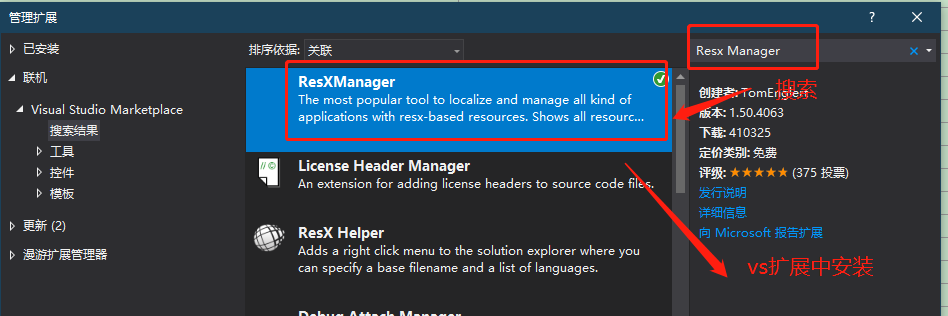 管理扩展
? ×
已安装
排序依据: 关联
Resx Manager
联机
Visual Studio Marketplace
搜索结果
工具
控件
模板
更新 (2)
漫游扩展管理器
ResXManager
The most popular tool to localize and manage all kind of
applications with resx-based resources. Shows all resourc...
License Header Manager
An extension for adding license headers to source code files.
ResX Helper
Adds a right click menu to the solution explorer where you
can specify a base filename and a list of languages.
Debug Attach Manager
创建者: TomEnglert
搜索
版本: 1.50.4063
下载: 410325
定价类别: 免费
评级: ★★★★★ (375 投票)
发行说明
详细信息
向 Microsoft 报告扩展
vs扩展中安装